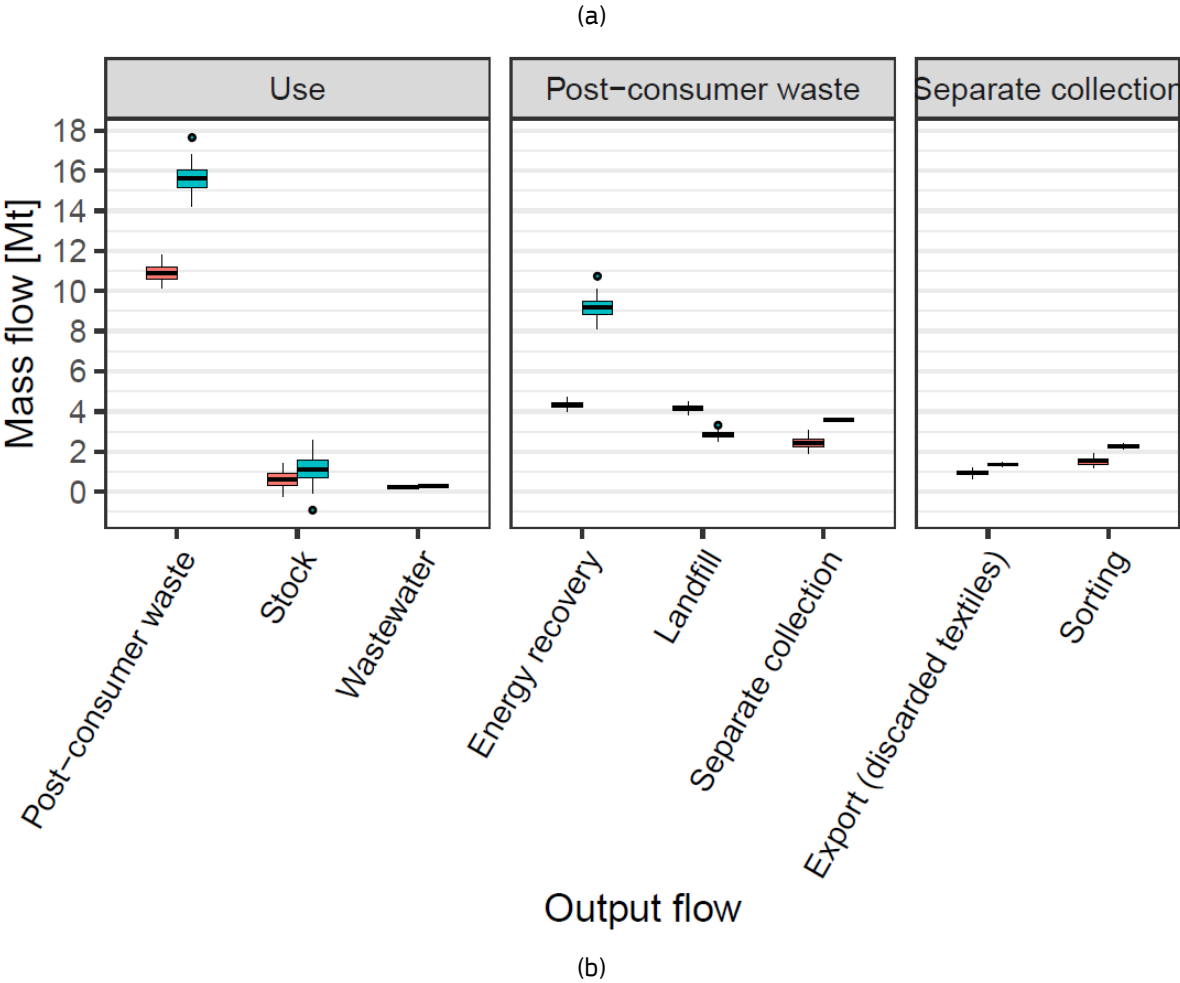 (a)
Use
Post−consumer waste
Separate collection
Mass flow [Mt]
18
16
14
12
10
8
6
4
2
0
Post−consumer waste
Stock
Wastewater
Energy recovery
Landfill
Separate collection
Export (discarded textiles)
Sorting
Output flow
(b)